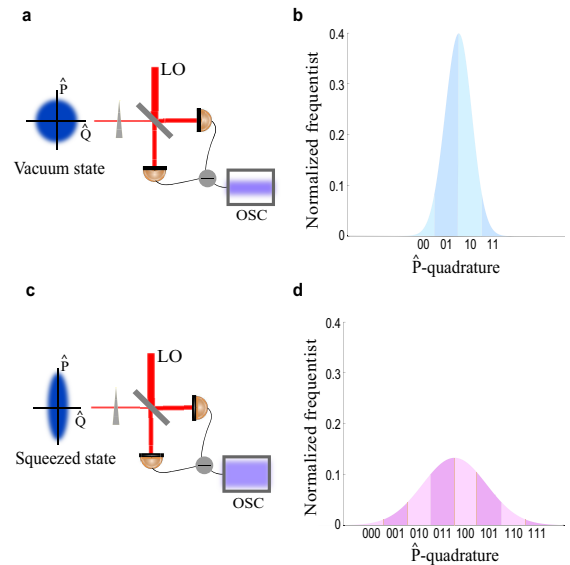 a
P̂
Q̂
Vacuum state
LO
OSC
b
Normalized frequentist
0.4
0.3
0.2
0.1
0
00 01 10 11
P̂-quadrature
c
P̂
Q̂
Squeezed state
LO
OSC
d
Normalized frequentist
0.4
0.3
0.2
0.1
0
000 001 010 011 100 101 110 111
P̂-quadrature